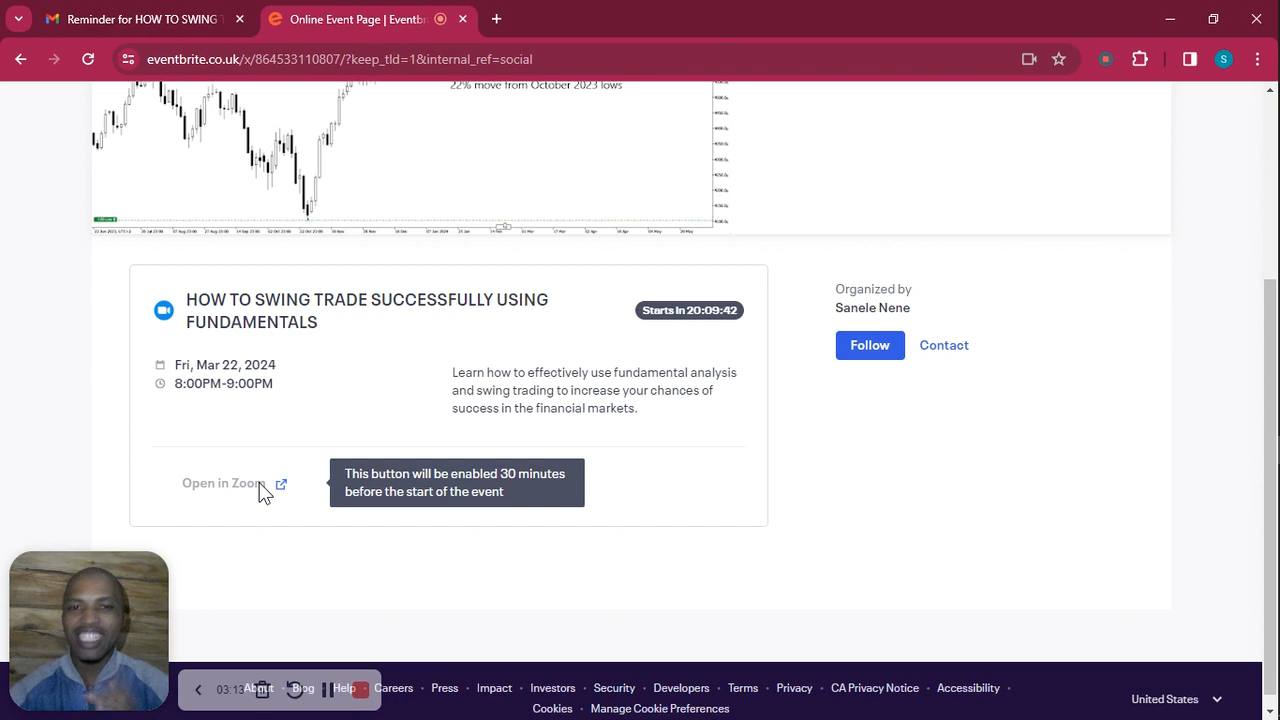 Reminder for HOW TO SWING
Online Event Page | Eventbri
eventbrite.co.uk/x/864533110807/?keep_tld=1&internal_ref=social
S
22% move from October 2023 lows
HOW TO SWING TRADE SUCCESSFULLY USING
FUNDAMENTALS
Starts in 20:09:42
Fri, Mar 22, 2024
8:00PM-9:00PM
Learn how to effectively use fundamental analysis
and swing trading to increase your chances of
success in the financial markets.
Open in Zoom
This button will be enabled 30 minutes
before the start of the event
Organized by
Sanele Nene
Follow
Contact
03:13
About · Blog · Help · Careers · Press · Impact · Investors · Security · Developers · Terms · Privacy · CA Privacy Notice · Accessibility ·
Cookies · Manage Cookie Preferences
United States